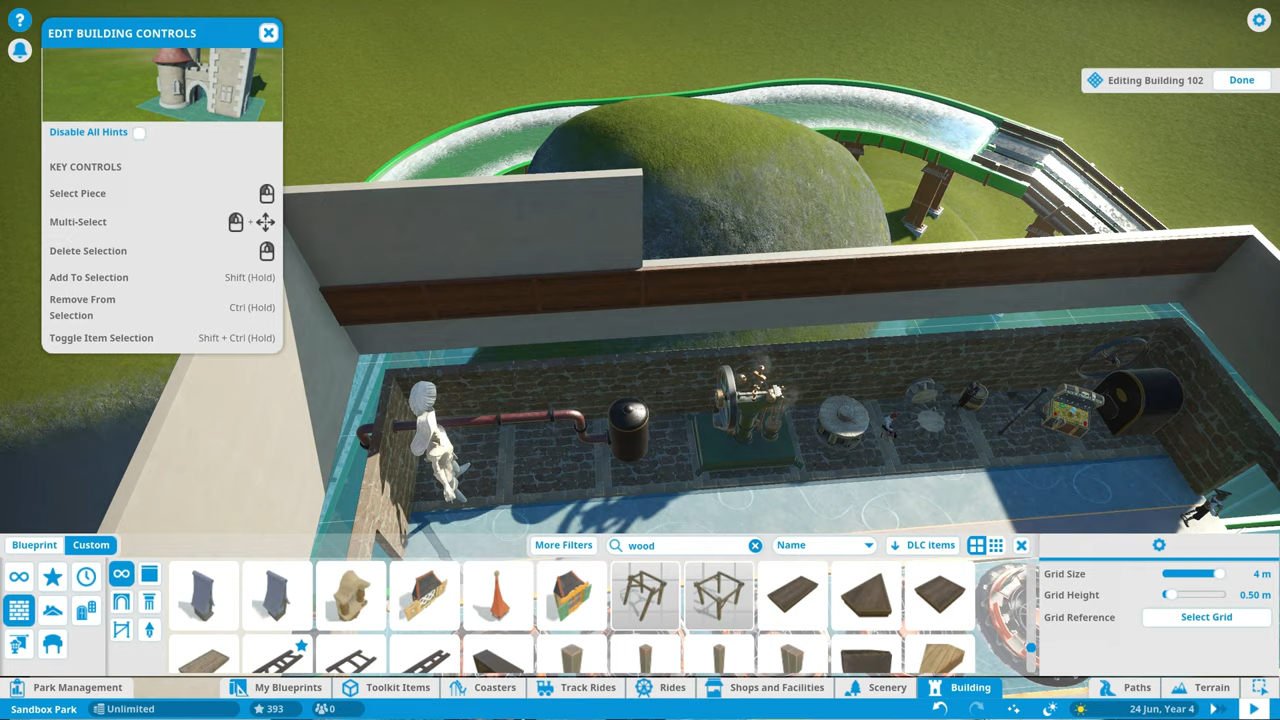 ?
EDIT BUILDING CONTROLS
Disable All Hints
KEY CONTROLS
Select Piece
Multi-Select +
Delete Selection
Add To Selection Shift (Hold)
Remove From
Selection Ctrl (Hold)
Toggle Item Selection Shift + Ctrl (Hold)
Editing Building 102 Done
Blueprint Custom More Filters wood Name DLC items
Grid Size 4 m
Grid Height 0.50 m
Grid Reference Select Grid
Park Management My Blueprints Toolkit Items Coasters Track Rides Rides Shops and Facilities Scenery Building Paths Terrain
Sandbox Park Unlimited 393 0 24 Jun, Year 4